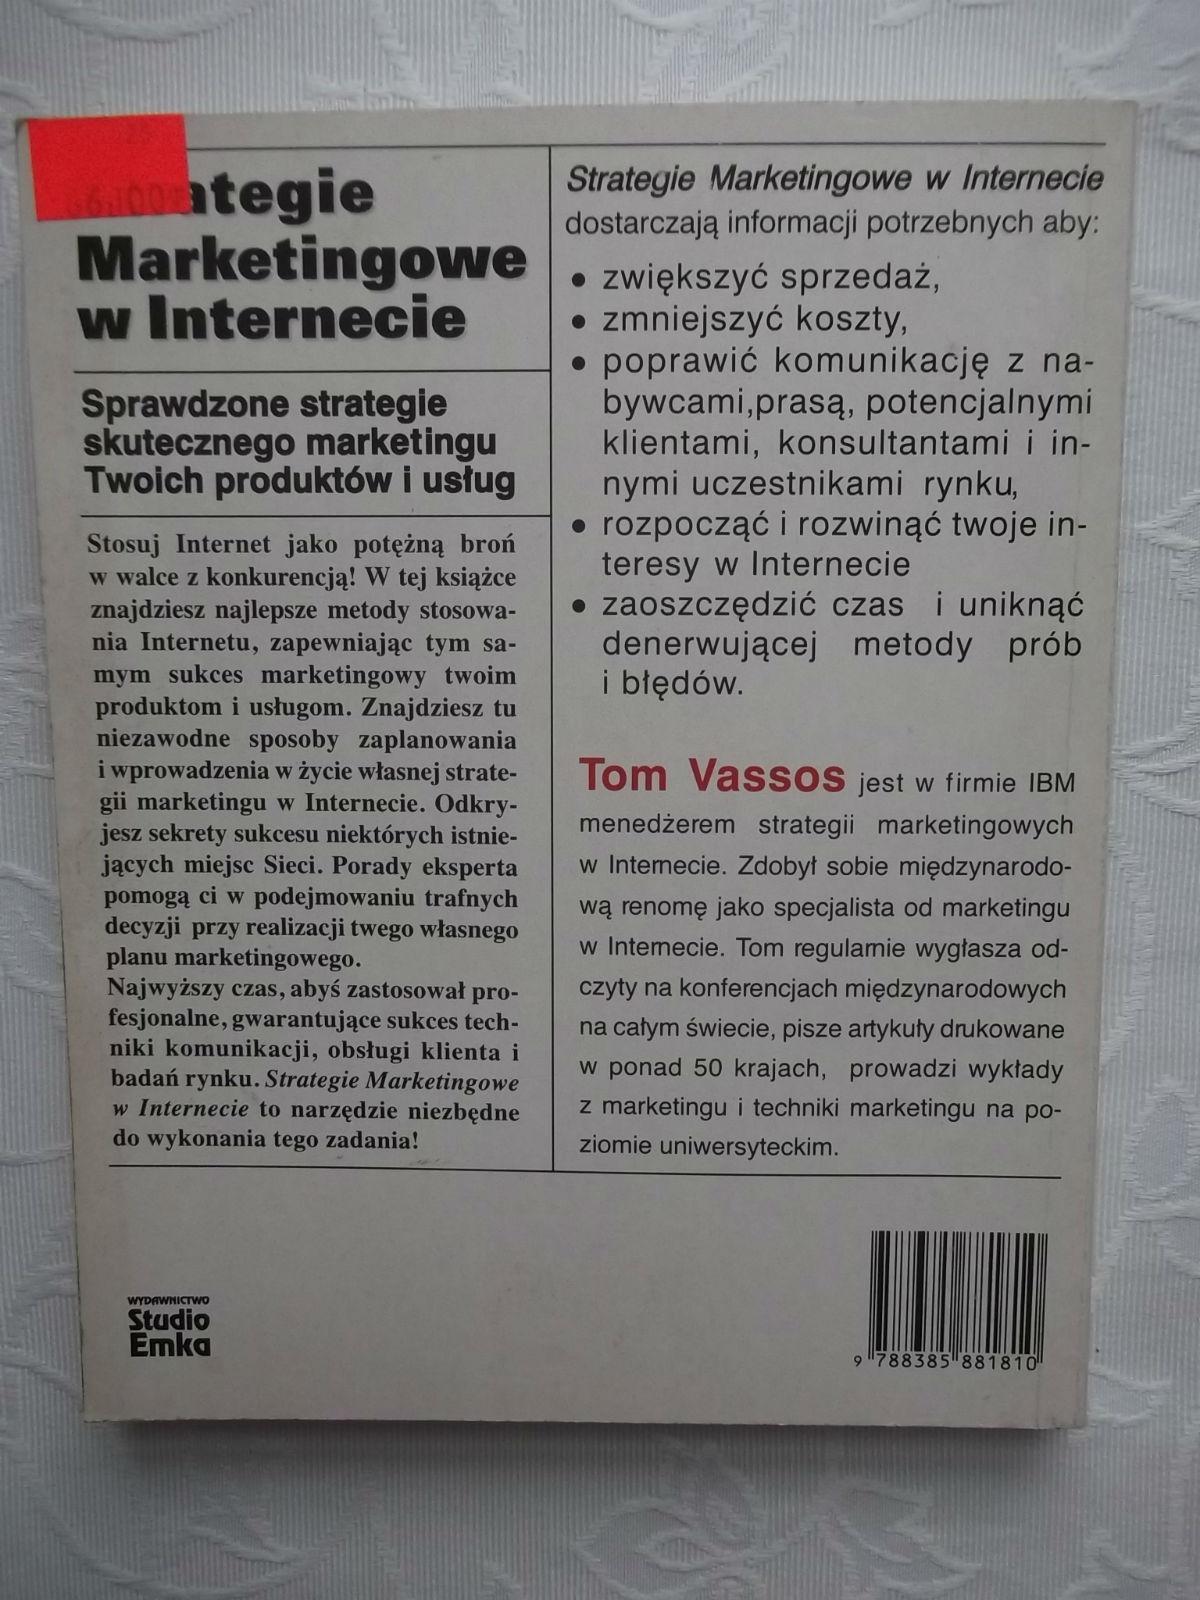 ategie
Marketingowe
w Internecie
Sprawdzone strategie
skutecznego marketingu
Twoich produktów i usług
Stosuj Internet jako potężną broń
w walce z konkurencją! W tej książce
znajdziesz najlepsze metody stosowa-
nia Internetu, zapewniając tym sa-
mym sukces marketingowy twoim
produktom i usługom. Znajdziesz tu
niezawodne sposoby zaplanowania
i wprowadzenia w życie własnej strate-
gii marketingu w Internecie. Odkry-
jesz sekrety sukcesu niektórych istnie-
jących miejsc Sieci. Porady eksperta
pomogą ci w podejmowaniu trafnych
decyzji przy realizacji twego własnego
planu marketingowego.
Najwyższy czas, abyś zastosował pro-
fesjonalne, gwarantujące sukces tech-
niki komunikacji, obsługi klienta i
badań rynku. Strategie Marketingowe
w Internecie to narzędzie niezbędne
do wykonania tego zadania!
Strategie Marketingowe w Internecie
dostarczają informacji potrzebnych aby:
• zwiększyć sprzedaż,
• zmniejszyć koszty,
• poprawić komunikację z na-
bywcami,prasą, potencjalnymi
klientami, konsultantami i in-
nymi uczestnikami rynku,
• rozpocząć i rozwinąć twoje in-
teresy w Internecie
• zaoszczędzić czas i uniknąć
denerwującej metody prób
i błędów.
Tom Vassos jest w firmie IBM
menedżerem strategii marketingowych
w Internecie. Zdobył sobie międzynarodo-
wą renomę jako specjalista od marketingu
w Internecie. Tom regularnie wygłasza od-
czyty na konferencjach międzynarodowych
na całym świecie, pisze artykuły drukowane
w ponad 50 krajach, prowadzi wykłady
z marketingu i techniki marketingu na po-
ziomie uniwersyteckim.
WYDAWNICTWO
Studio
Emka
9 788385 881810